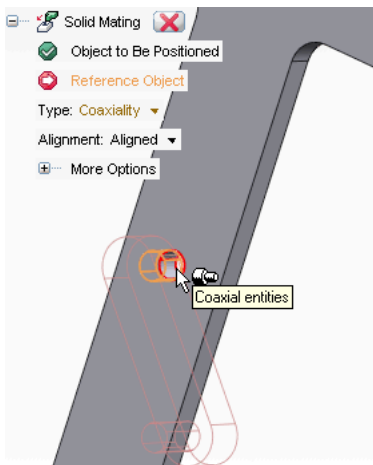 Solid Mating
Object to Be Positioned
Reference Object
Type: Coaxiality
Alignment: Aligned
More Options
Coaxial entities